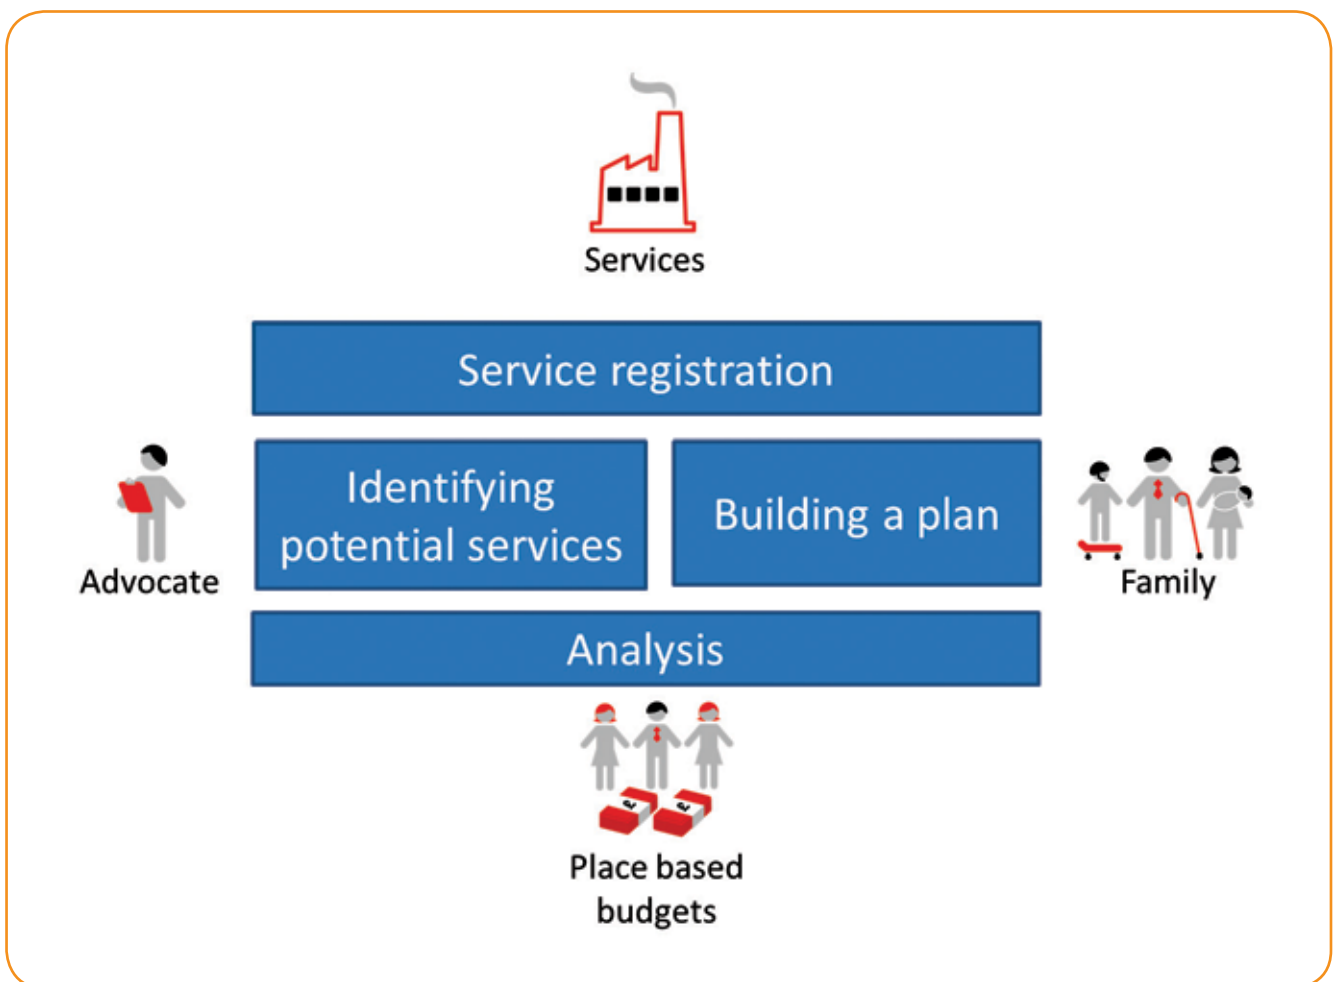 Services
Service registration
Advocate
Identifying
potential services
Building a plan
Family
Analysis
£ £
Place based
budgets